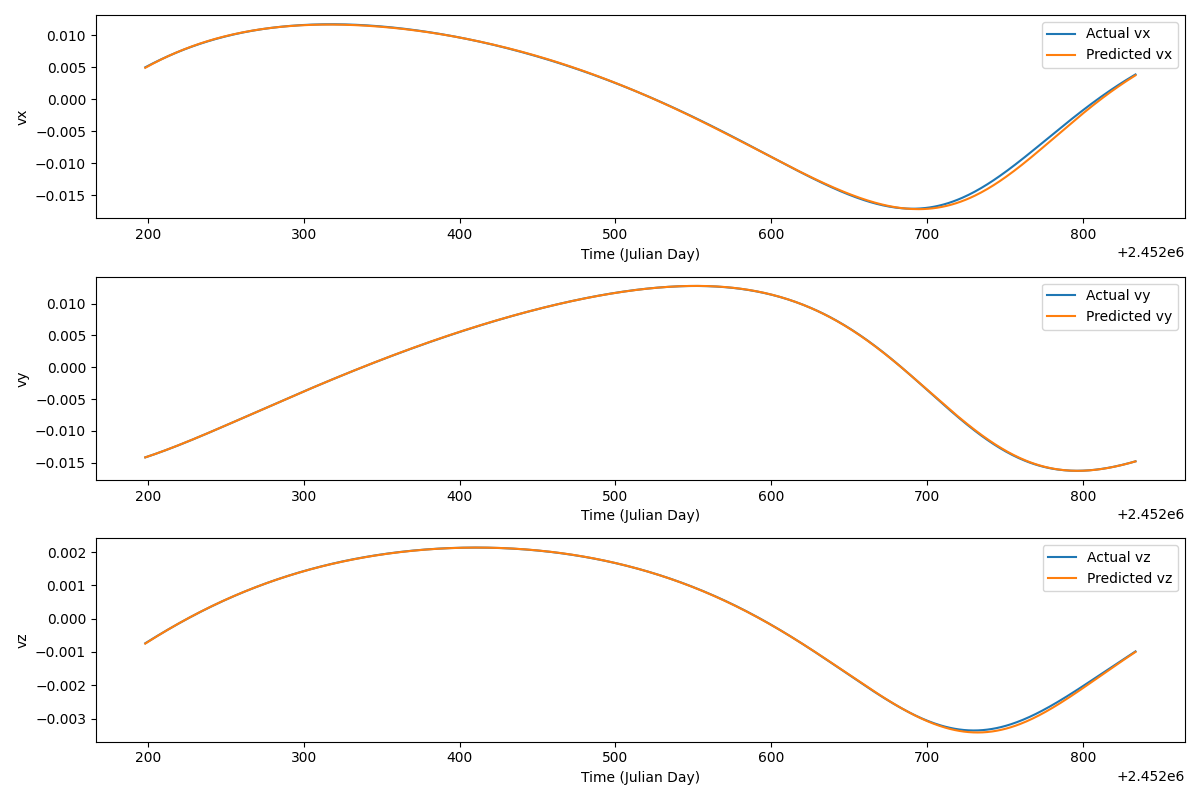 Actual vx
Predicted vx
0.010
0.005
0.000
−0.005
−0.010
−0.015
vx
200 300 400 500 600 700 800
Time (Julian Day)
+2.452e6
Actual vy
Predicted vy
0.010
0.005
0.000
−0.005
−0.010
−0.015
vy
200 300 400 500 600 700 800
Time (Julian Day)
+2.452e6
Actual vz
Predicted vz
0.002
0.001
0.000
−0.001
−0.002
−0.003
vz
200 300 400 500 600 700 800
Time (Julian Day)
+2.452e6